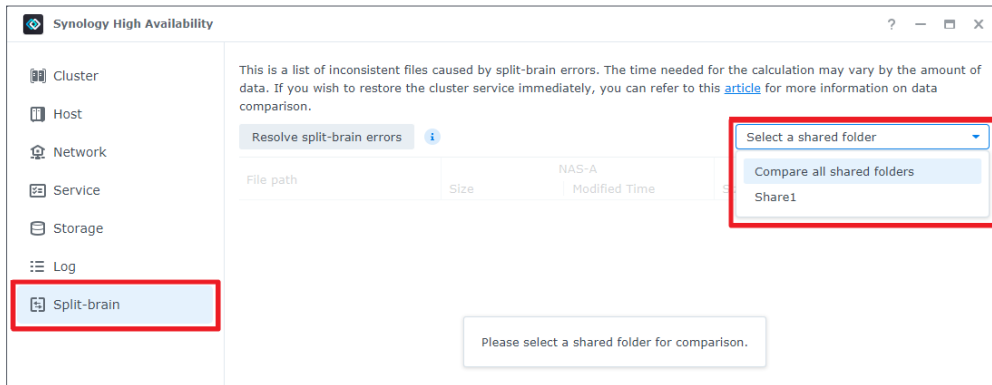 Synology High Availability
Cluster
Host
Network
Service
Storage
Log
Split-brain
This is a list of inconsistent files caused by split-brain errors. The time needed for the calculation may vary by the amount of
data. If you wish to restore the cluster service immediately, you can refer to this article for more information on data
comparison.
Resolve split-brain errors
Select a shared folder
Compare all shared folders
Share1
File path
NAS-A
Size
Modified Time
Please select a shared folder for comparison.